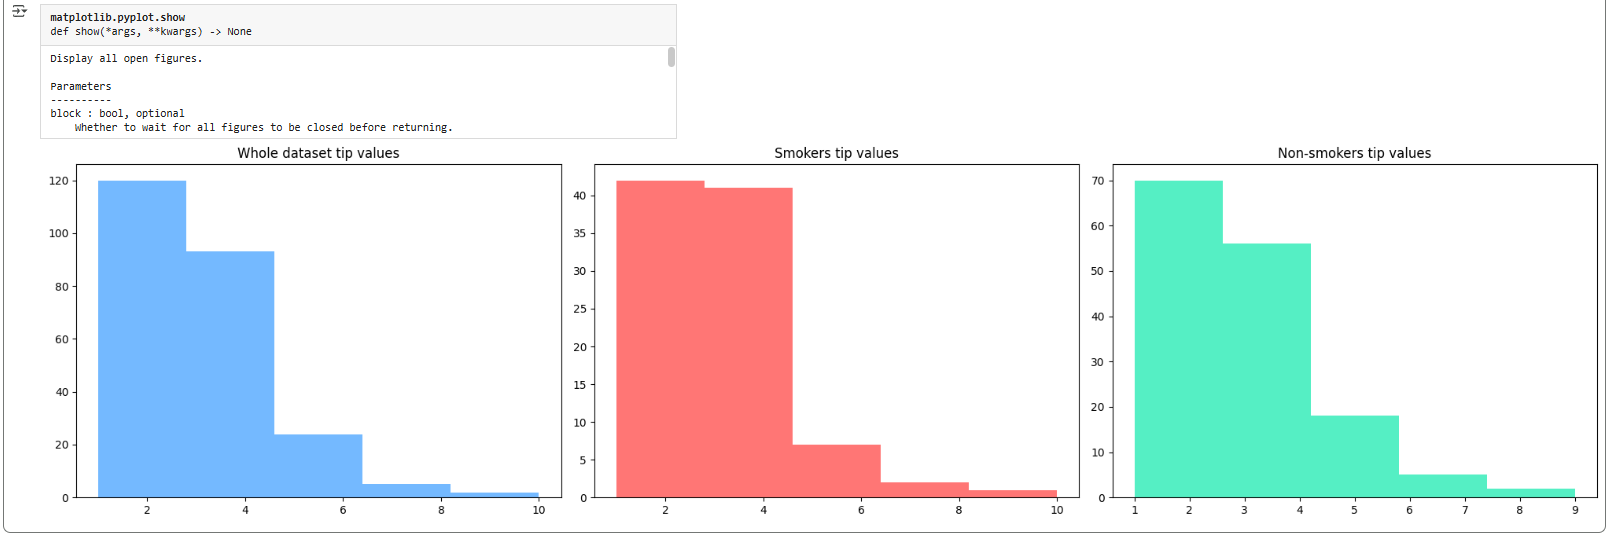 matplotlib.pyplot.show
def show(*args, **kwargs) -> None
Display all open figures.
Parameters
----------
block : bool, optional
Whether to wait for all figures to be closed before returning.
Whole dataset tip values
120
100
80
60
40
20
0
2 4 6 8 10
Smokers tip values
40
35
30
25
20
15
10
5
0
2 4 6 8 10
Non-smokers tip values
70
60
50
40
30
20
10
0
1 2 3 4 5 6 7 8 9